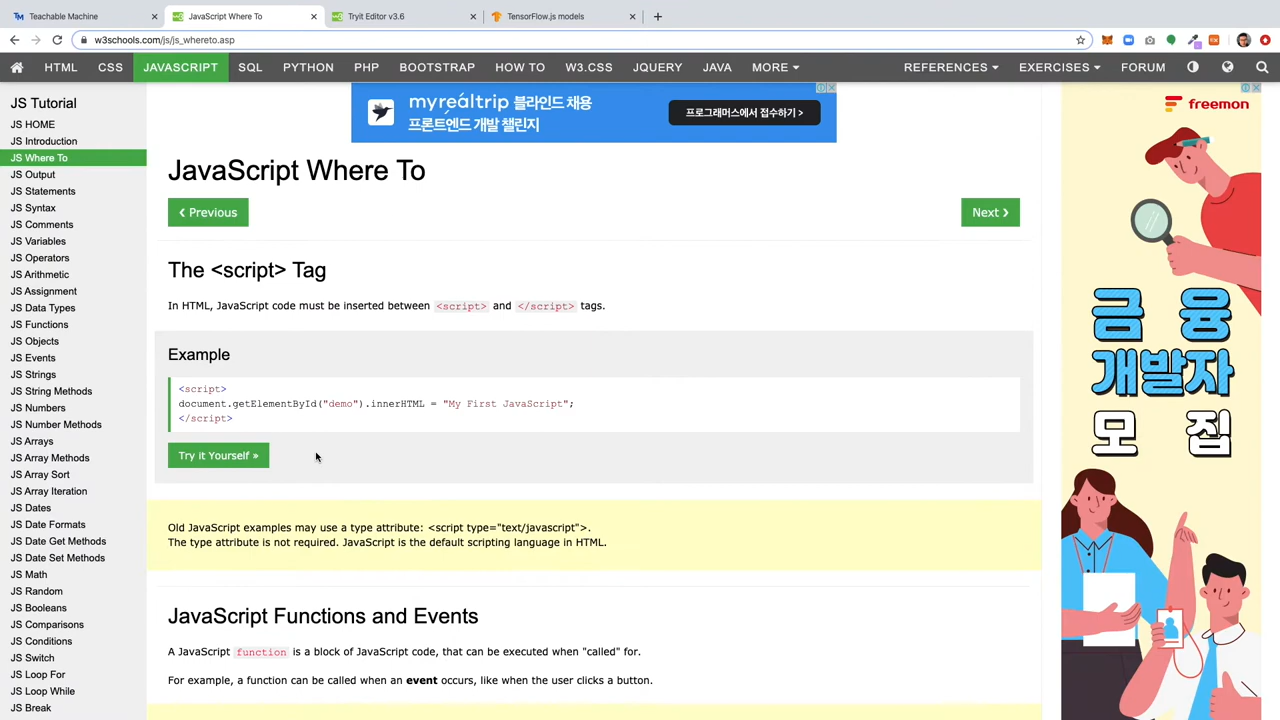 Teachable Machine
JavaScript Where To
Tryit Editor v3.6
TensorFlow.js models
w3schools.com/js/js_whereto.asp
HTML CSS JAVASCRIPT SQL PYTHON PHP BOOTSTRAP HOW TO W3.CSS JQUERY JAVA MORE REFERENCES EXERCISES FORUM
JS Tutorial
JS HOME
JS Introduction
JS Where To
JS Output
JS Statements
JS Syntax
JS Comments
JS Variables
JS Operators
JS Arithmetic
JS Assignment
JS Data Types
JS Functions
JS Objects
JS Events
JS Strings
JS String Methods
JS Numbers
JS Number Methods
JS Arrays
JS Array Methods
JS Array Sort
JS Array Iteration
JS Dates
JS Date Formats
JS Date Get Methods
JS Date Set Methods
JS Math
JS Random
JS Booleans
JS Comparisons
JS Conditions
JS Switch
JS Loop For
JS Loop While
JS Break
myrealtrip 블라인드 채용
프론트엔드 개발 챌린지
프로그래머스에서 접수하기 >
JavaScript Where To
❮ Previous
Next ❯
The <script> Tag
In HTML, JavaScript code must be inserted between <script> and </script> tags.
Example
<script>
document.getElementById("demo").innerHTML = "My First JavaScript";
</script>
Try it Yourself »
Old JavaScript examples may use a type attribute: <script type="text/javascript">.
The type attribute is not required. JavaScript is the default scripting language in HTML.
JavaScript Functions and Events
A JavaScript function is a block of JavaScript code, that can be executed when "called" for.
For example, a function can be called when an event occurs, like when the user clicks a button.
freemon
금융
개발자
모집